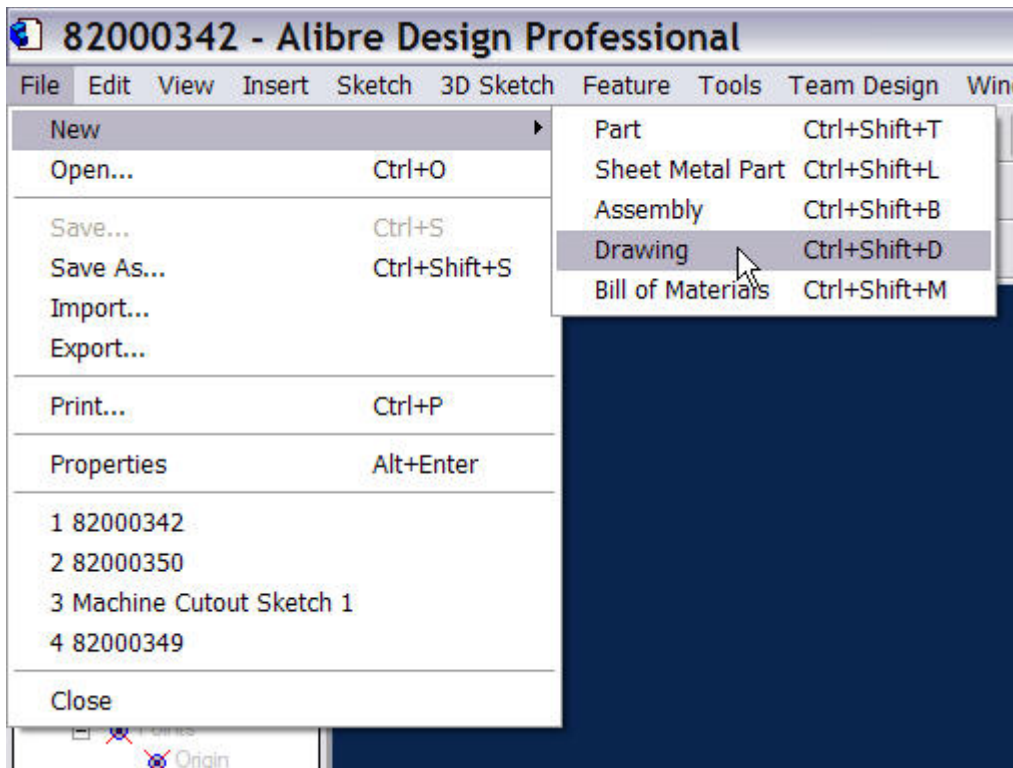 82000342 - Alibre Design Professional
File Edit View Insert Sketch 3D Sketch Feature Tools Team Design Win
New
Open... Ctrl+O
Save... Ctrl+S
Save As... Ctrl+Shift+S
Import...
Export...
Print... Ctrl+P
Properties Alt+Enter
1 82000342
2 82000350
3 Machine Cutout Sketch 1
4 82000349
Close
Part Ctrl+Shift+T
Sheet Metal Part Ctrl+Shift+L
Assembly Ctrl+Shift+B
Drawing Ctrl+Shift+D
Bill of Materials Ctrl+Shift+M
Points
Origin